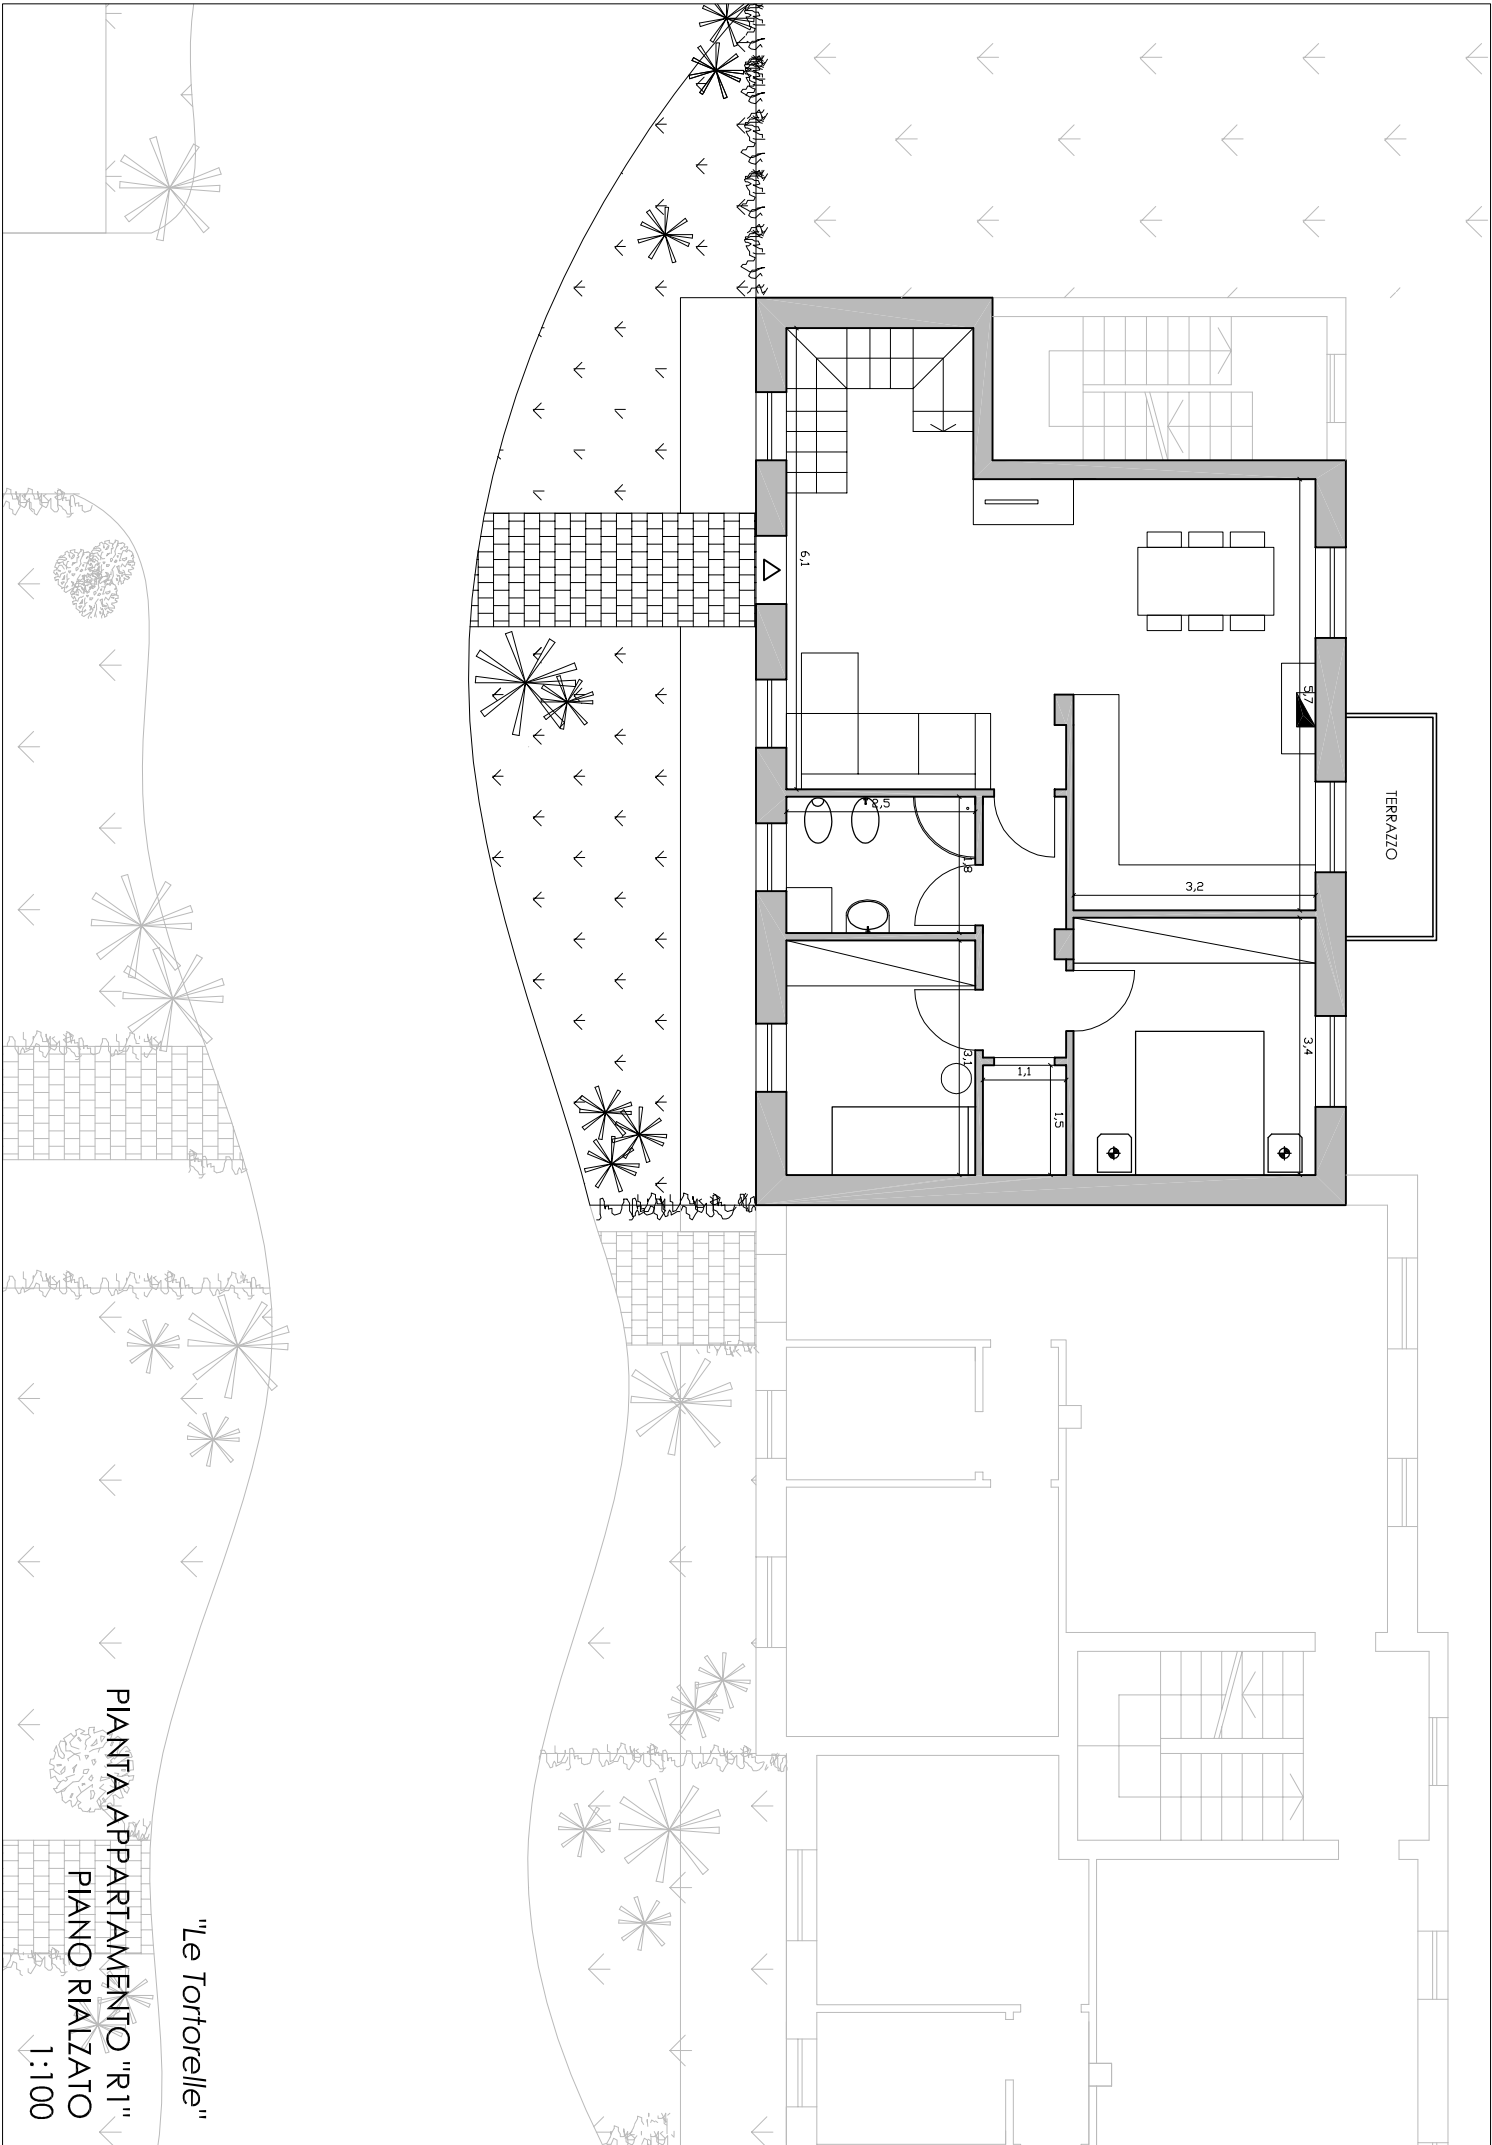 TERRAZZO
5,7
3,2
3,4
6,1
2,5
1,8
3,1
1,1
1,5
"Le Tortorelle"
PIANTA APPARTAMENTO "R1"
PIANO RIALZATO
1:100